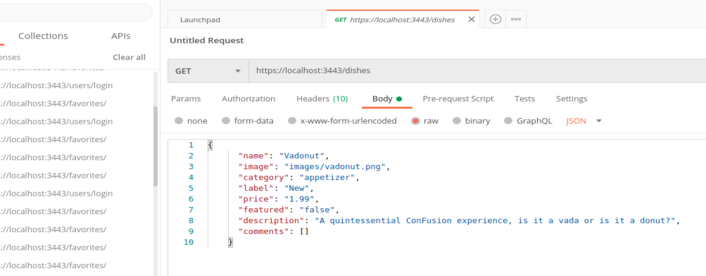 Launchpad
GET https://localhost:3443/dishes
Collections APIs
Untitled Request
Clear all
GET https://localhost:3443/dishes
://localhost:3443/users/login
://localhost:3443/favorites/
://localhost:3443/users/login
://localhost:3443/favorites/
://localhost:3443/favorites/
://localhost:3443/favorites/
://localhost:3443/users/login
://localhost:3443/favorites/
://localhost:3443/favorites/
://localhost:3443/favorites/
://localhost:3443/favorites/
Params Authorization Headers (10) Body Pre-request Script Tests Settings
none form-data x-www-form-urlencoded raw binary GraphQL JSON
1 {
2 "name": "Vadonut",
3 "image": "images/vadonut.png",
4 "category": "appetizer",
5 "label": "New",
6 "price": "1.99",
7 "featured": "false",
8 "description": "A quintessential ConFusion experience, is it a vada or is it a donut?",
9 "comments": []
10 }